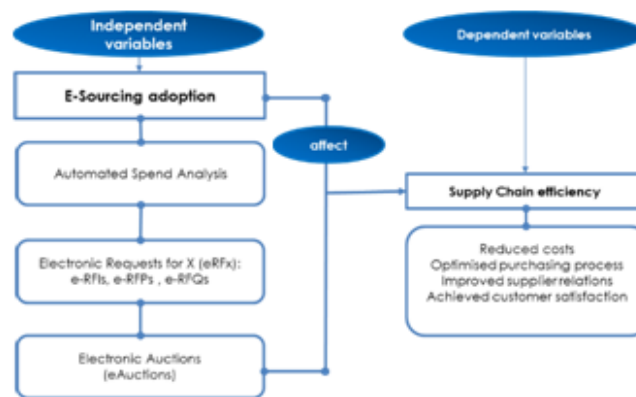 Independent
variables
E-Sourcing adoption
Automated Spend Analysis
Electronic Requests for X (eRFx):
e-RFIs, e-RFPs , e-RFQs
Electronic Auctions
(eAuctions)
affect
Dependent variables
Supply Chain efficiency
Reduced costs
Optimised purchasing process
Improved supplier relations
Achieved customer satisfaction